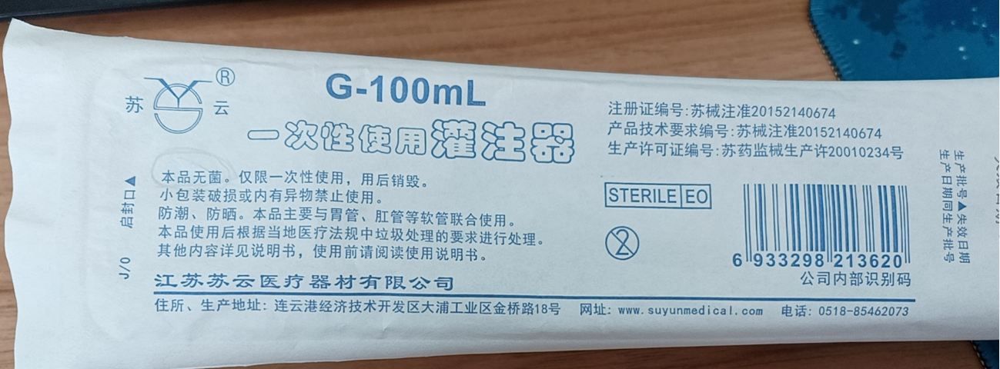 苏 云 ®
G-100mL
一次性使用灌注器
注册证编号:苏械注准20152140674
产品技术要求编号:苏械注准20152140674
生产许可证编号:苏药监械生产许20010234号
本品无菌。仅限一次性使用，用后销毁。
小包装破损或内有异物禁止使用。
防潮、防晒。本品主要与胃管、肛管等软管联合使用。
本品使用后根据当地医疗法规中垃圾处理的要求进行处理。
其他内容详见说明书，使用前请阅读使用说明书。
启封口▲
J/0
STERILE EO
2
6 933298 213620
公司内部识别码
江苏苏云医疗器材有限公司
住所、生产地址: 连云港经济技术开发区大浦工业区金桥路18号 网址: www.suyunmedical.com 电话: 0518-85462073
生产批号▲失效日期
生产日期同生产批号